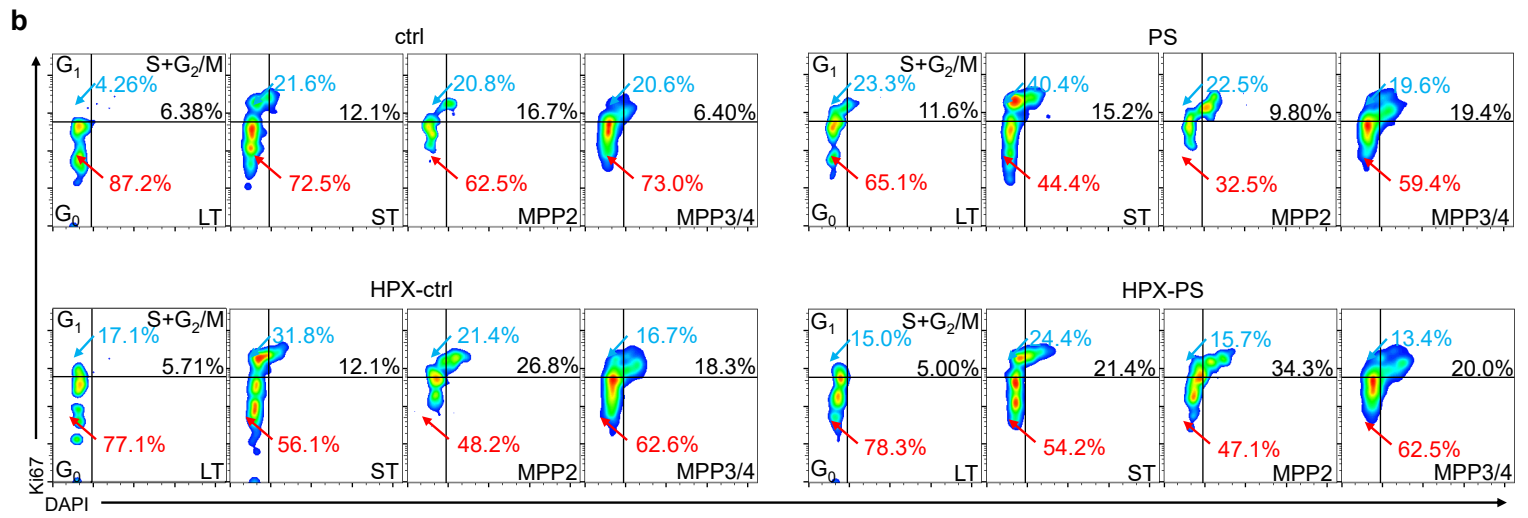 b
ctrl
PS
G₁ S+G₂/M
4.26%
6.38%
87.2%
G₀ LT
21.6%
12.1%
72.5%
ST
20.8%
16.7%
62.5%
MPP2
20.6%
6.40%
73.0%
MPP3/4
G₁ S+G₂/M
23.3%
11.6%
65.1%
G₀ LT
40.4%
15.2%
44.4%
ST
22.5%
9.80%
32.5%
MPP2
19.6%
19.4%
59.4%
MPP3/4
HPX-ctrl
HPX-PS
G₁ S+G₂/M
17.1%
5.71%
77.1%
G₀ LT
31.8%
12.1%
56.1%
ST
21.4%
26.8%
48.2%
MPP2
16.7%
18.3%
62.6%
MPP3/4
G₁ S+G₂/M
15.0%
5.00%
78.3%
G₀ LT
24.4%
21.4%
54.2%
ST
15.7%
34.3%
47.1%
MPP2
13.4%
20.0%
62.5%
MPP3/4
Ki67
DAPI